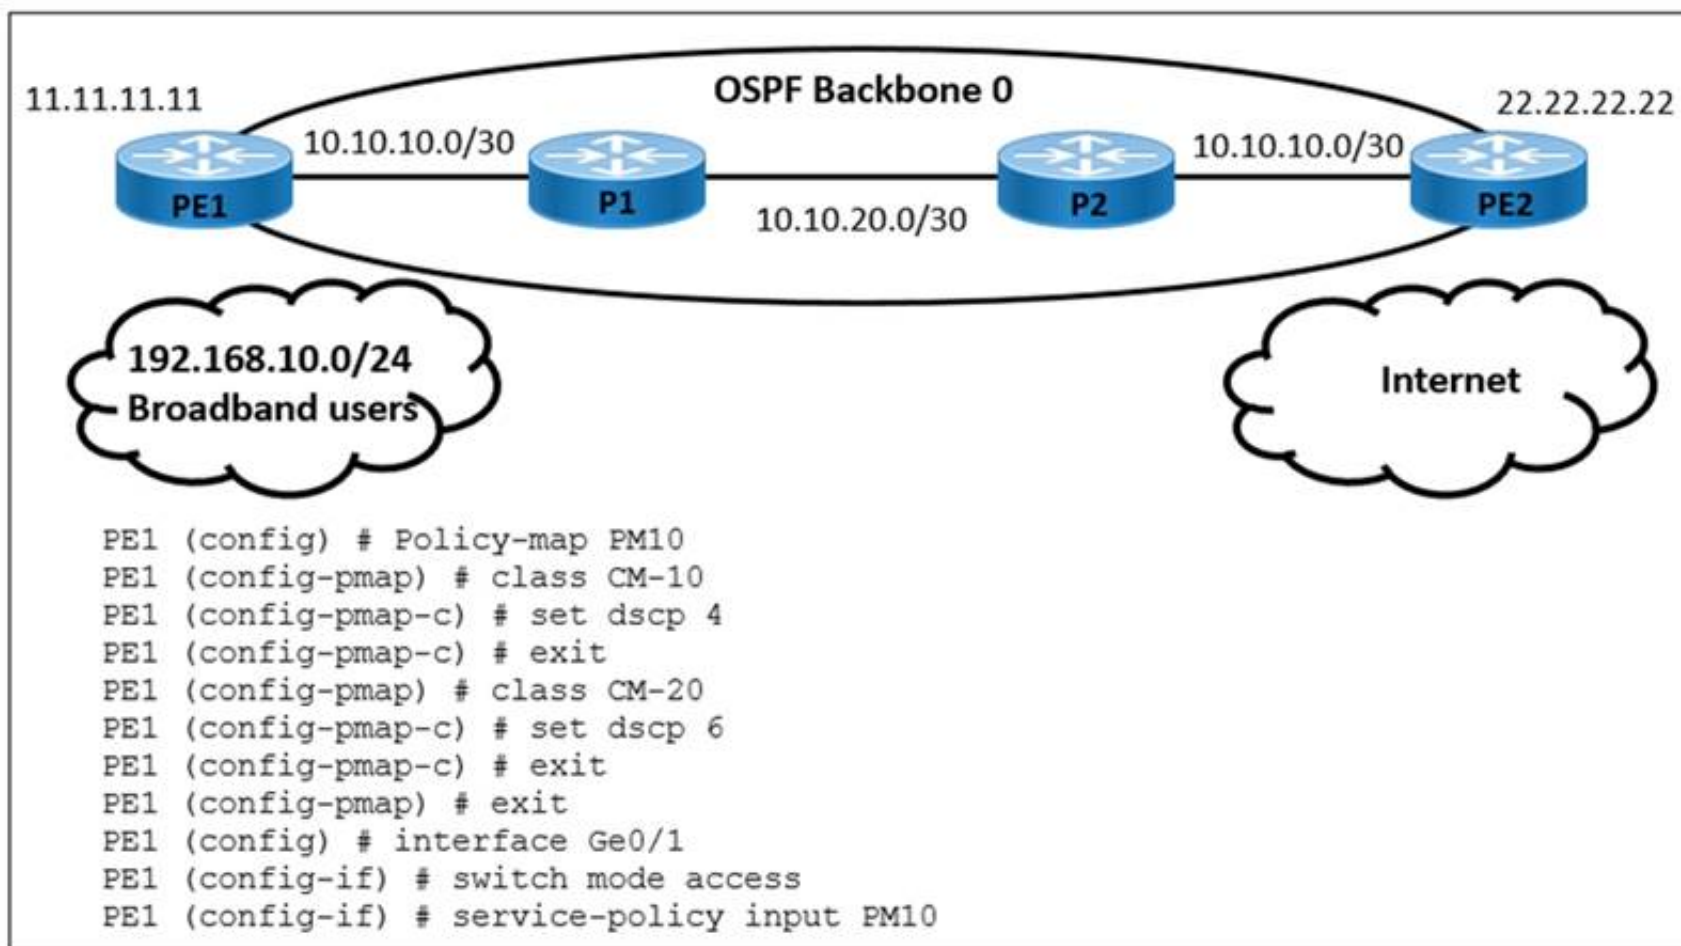 OSPF Backbone 0
11.11.11.11
22.22.22.22
10.10.10.0/30
10.10.10.0/30
PE1
P1
P2
PE2
10.10.20.0/30
192.168.10.0/24
Broadband users
Internet
PE1 (config) # Policy-map PM10
PE1 (config-pmap) # class CM-10
PE1 (config-pmap-c) # set dscp 4
PE1 (config-pmap-c) # exit
PE1 (config-pmap) # class CM-20
PE1 (config-pmap-c) # set dscp 6
PE1 (config-pmap-c) # exit
PE1 (config-pmap) # exit
PE1 (config) # interface Ge0/1
PE1 (config-if) # switch mode access
PE1 (config-if) # service-policy input PM10